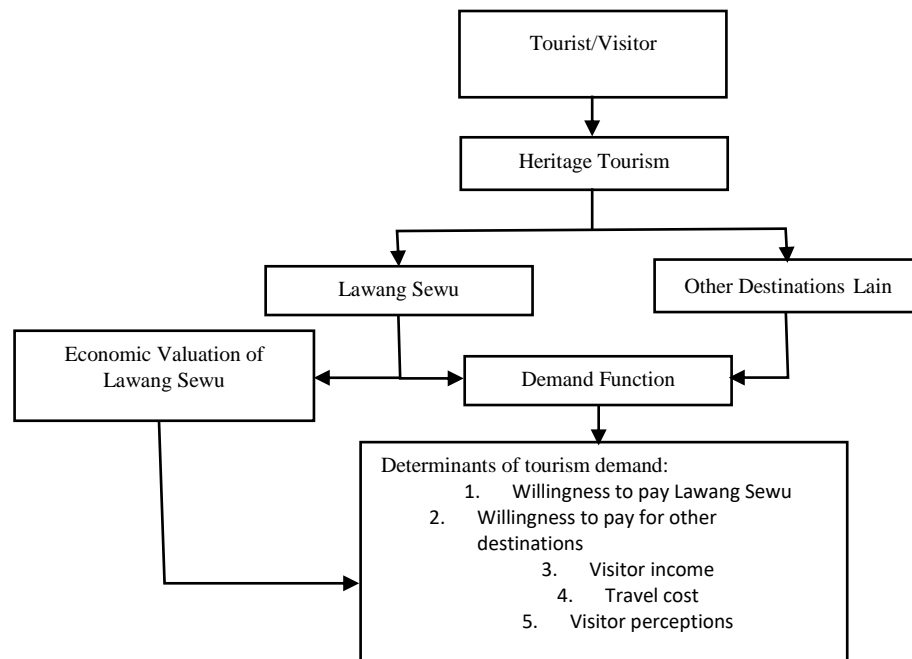 Tourist/Visitor
Heritage Tourism
Lawang Sewu
Other Destinations Lain
Economic Valuation of
Lawang Sewu
Demand Function
Determinants of tourism demand:
1. Willingness to pay Lawang Sewu
2. Willingness to pay for other
destinations
3. Visitor income
4. Travel cost
5. Visitor perceptions